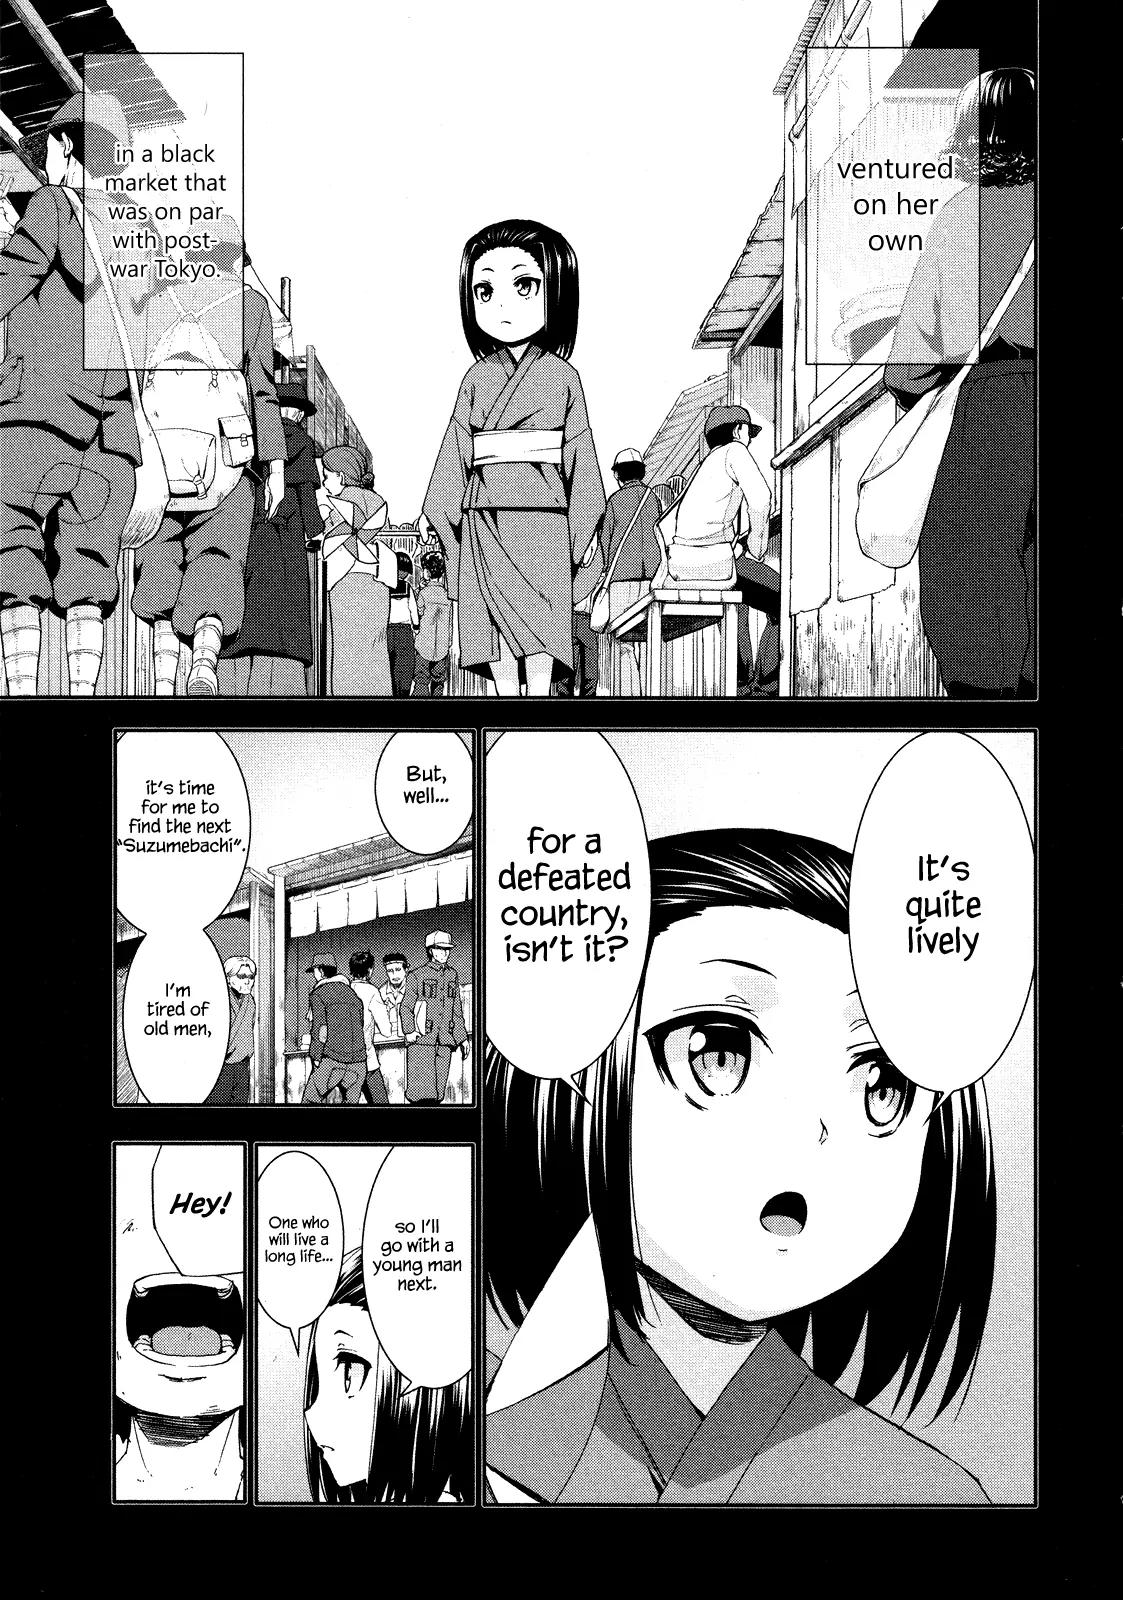 ventured
on her
own
in a black
market that
was on par
with post-
war Tokyo.
It's
quite
lively
for a
defeated
country,
isn't it?
But,
well...
it's time
for me to
find the next
"Suzumebachi".
I'm
tired of
old men,
so I'll
go with a
young man
next.
One who
will live a
long life...
Hey!